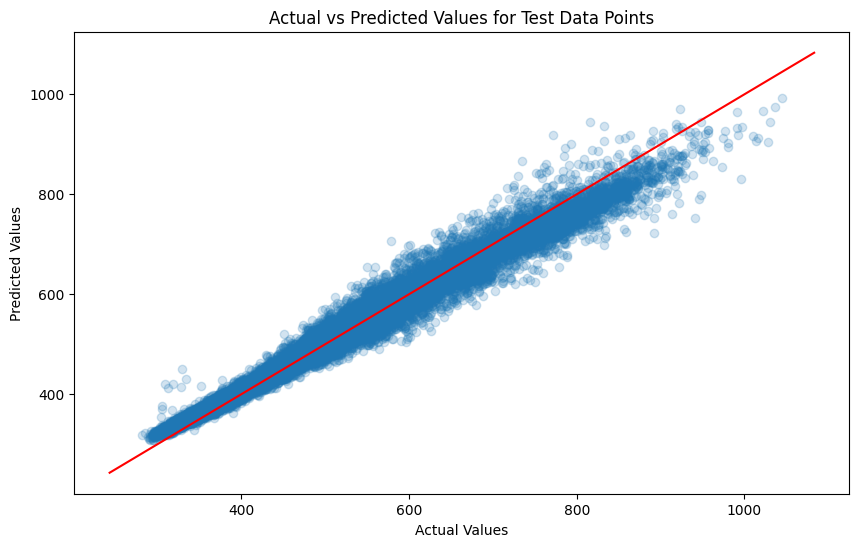 Actual vs Predicted Values for Test Data Points
Predicted Values
1000
800
600
400
400 600 800 1000
Actual Values